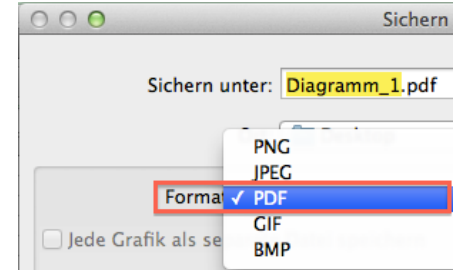 Sichern
Sichern unter: Diagramm_1.pdf
PNG
JPEG
Format ✓ PDF
GIF
Jede Grafik als se
BMP